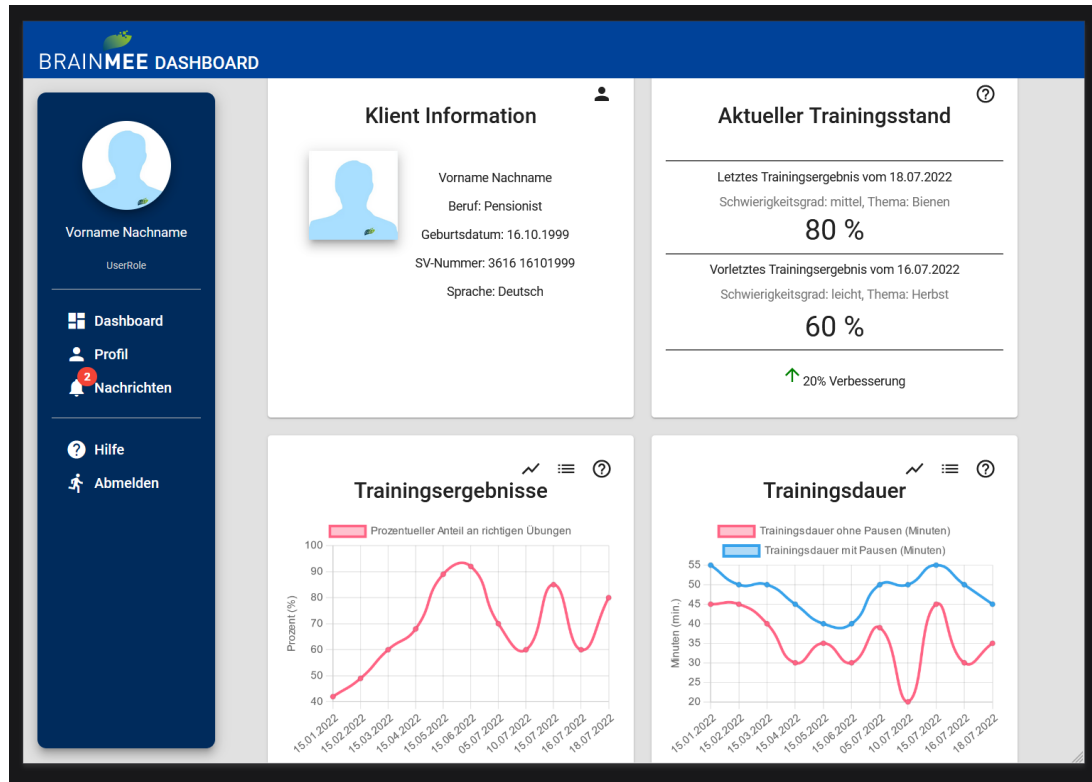 BRAINMEE DASHBOARD
Vorname Nachname
UserRole
Dashboard
Profil
2
Nachrichten
Hilfe
Abmelden
Klient Information
Vorname Nachname
Beruf: Pensionist
Geburtsdatum: 16.10.1999
SV-Nummer: 3616 16101999
Sprache: Deutsch
Aktueller Trainingsstand
Letztes Trainingsergebnis vom 18.07.2022
Schwierigkeitsgrad: mittel, Thema: Bienen
80 %
Vorletztes Trainingsergebnis vom 16.07.2022
Schwierigkeitsgrad: leicht, Thema: Herbst
60 %
20% Verbesserung
Trainingsergebnisse
Prozentueller Anteil an richtigen Übungen
Prozent (%)
100
90
80
70
60
50
40
15.01.2022
15.02.2022
15.03.2022
15.04.2022
15.05.2022
15.06.2022
05.07.2022
10.07.2022
15.07.2022
16.07.2022
18.07.2022
Trainingsdauer
Trainingsdauer ohne Pausen (Minuten)
Trainingsdauer mit Pausen (Minuten)
Minuten (min.)
55
50
45
40
35
30
25
20
15.01.2022
15.02.2022
15.03.2022
15.04.2022
15.05.2022
15.06.2022
05.07.2022
10.07.2022
15.07.2022
16.07.2022
18.07.2022